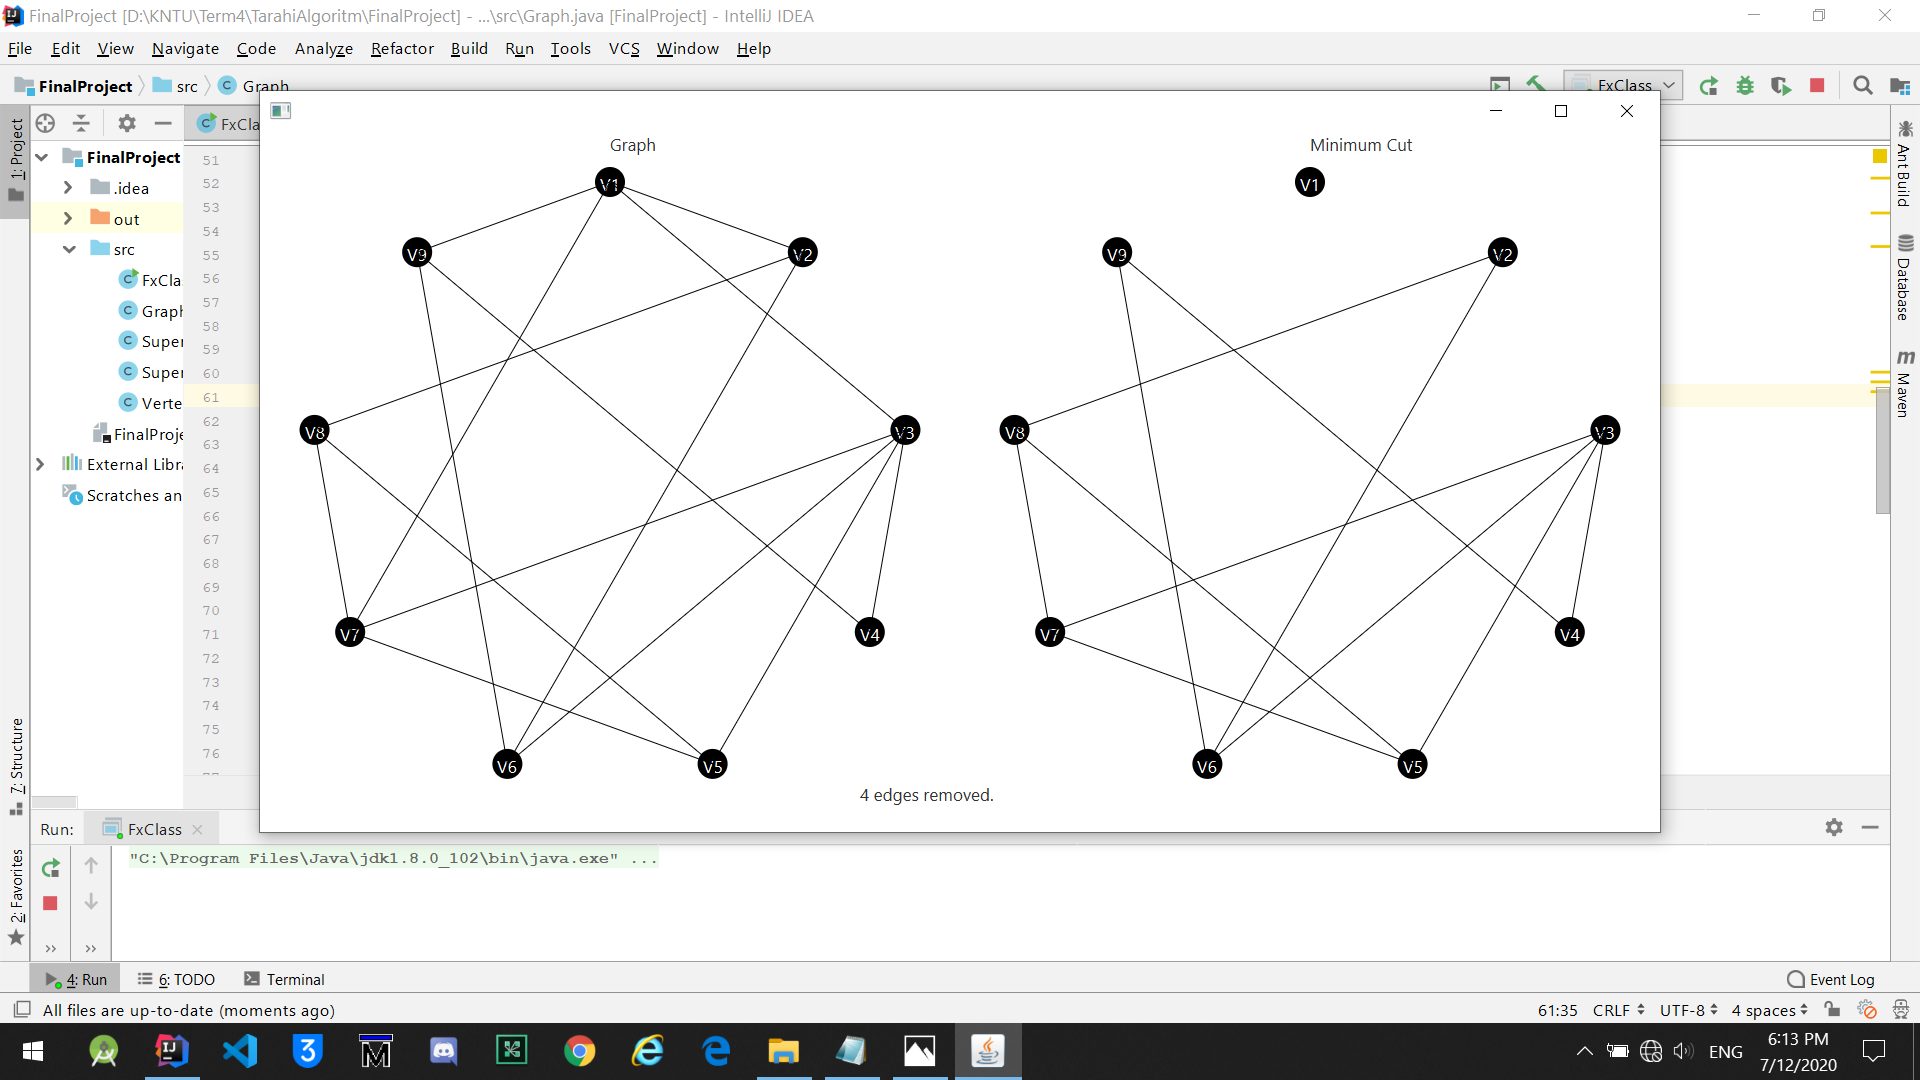 FinalProject [D:\KNTU\Term4\TarahiAlgoritm\FinalProject] - ...\src\Graph.java [FinalProject] - IntelliJ IDEA
File Edit View Navigate Code Analyze Refactor Build Run Tools VCS Window Help
FinalProject src Graph FxClass
1: Project
FinalProject
.idea
out
src
FxCla
Graph
Super
Super
Verte
FinalProje
External Libra
Scratches an
FxCla
51
52
53
54
55
56
57
58
59
60
61
62
63
64
65
66
67
68
69
70
71
72
73
74
75
76
Graph
V1
V9
V2
V8
V3
V7
V4
V6
V5
Minimum Cut
V1
V9
V2
V8
V3
V7
V4
V6
V5
4 edges removed.
Ant Build
Database
Maven
7: Structure
2: Favorites
Run: FxClass
"C:\Program Files\Java\jdk1.8.0_102\bin\java.exe" ...
4: Run 6: TODO Terminal Event Log
All files are up-to-date (moments ago) 61:35 CRLF UTF-8 4 spaces
ENG
6:13 PM
7/12/2020